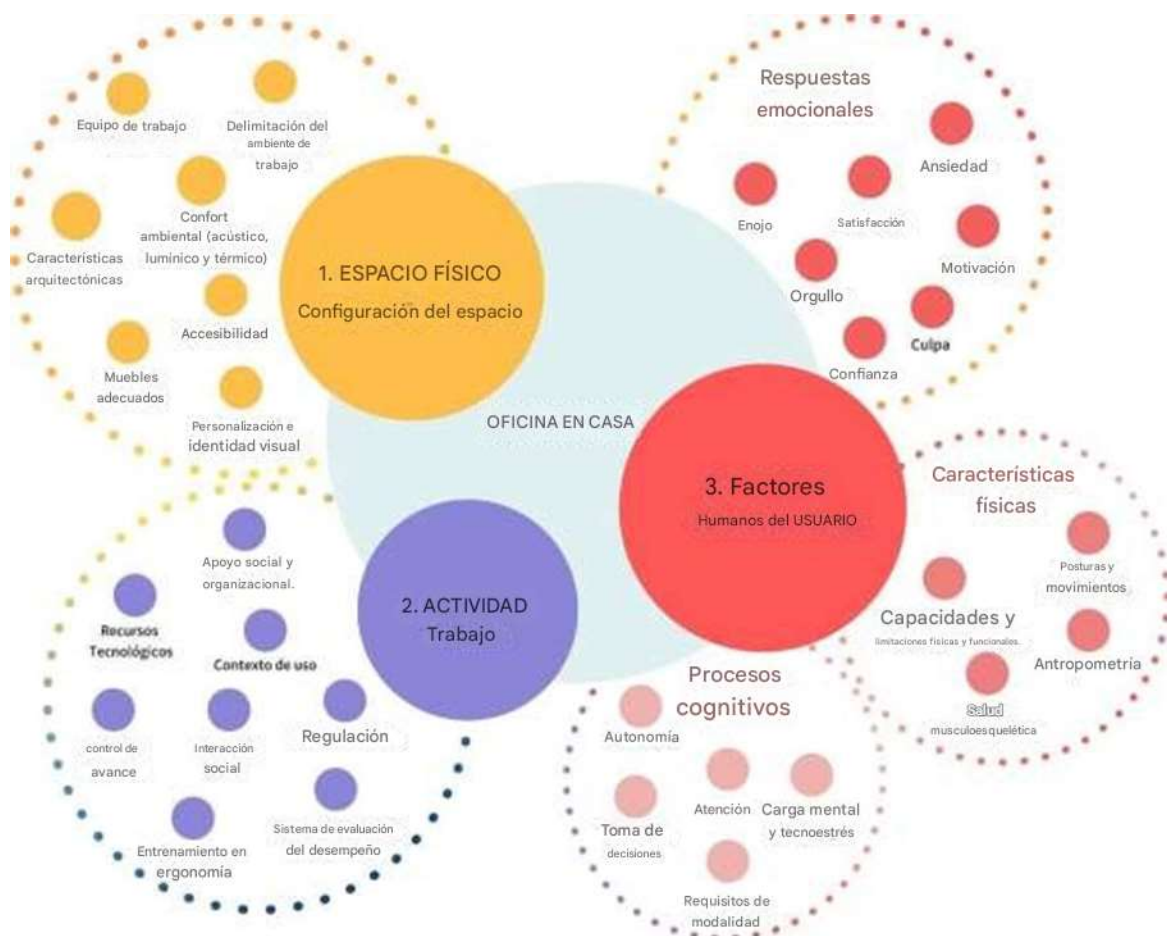 Equipo de trabajo
Delimitación del
ambiente de
trabajo
Confort
ambiental (acústico,
lumínico y térmico)
Características
arquitectónicas
Accesibilidad
Muebles
adecuados
Personalización e
identidad visual
1. ESPACIO FÍSICO
Configuración del espacio
OFICINA EN CASA
Respuestas
emocionales
Ansiedad
Enojo
Satisfacción
Motivación
Orgullo
Culpa
Confianza
3. Factores
Humanos del USUARIO
Características
físicas
Posturas y
movimientos
Capacidades y
limitaciones físicas y funcionales.
Antropometría
Salud
musculoesquelética
2. ACTIVIDAD
Trabajo
Apoyo social y
organizacional.
Recursos
Tecnológicos
Contexto de uso
control de
avance
Interacción
social
Regulación
Entrenamiento en
ergonomía
Sistema de evaluación
del desempeño
Procesos
cognitivos
Autonomía
Atención
Carga mental
y tecnoestrés
Toma de
decisiones
Requisitos de
modalidad